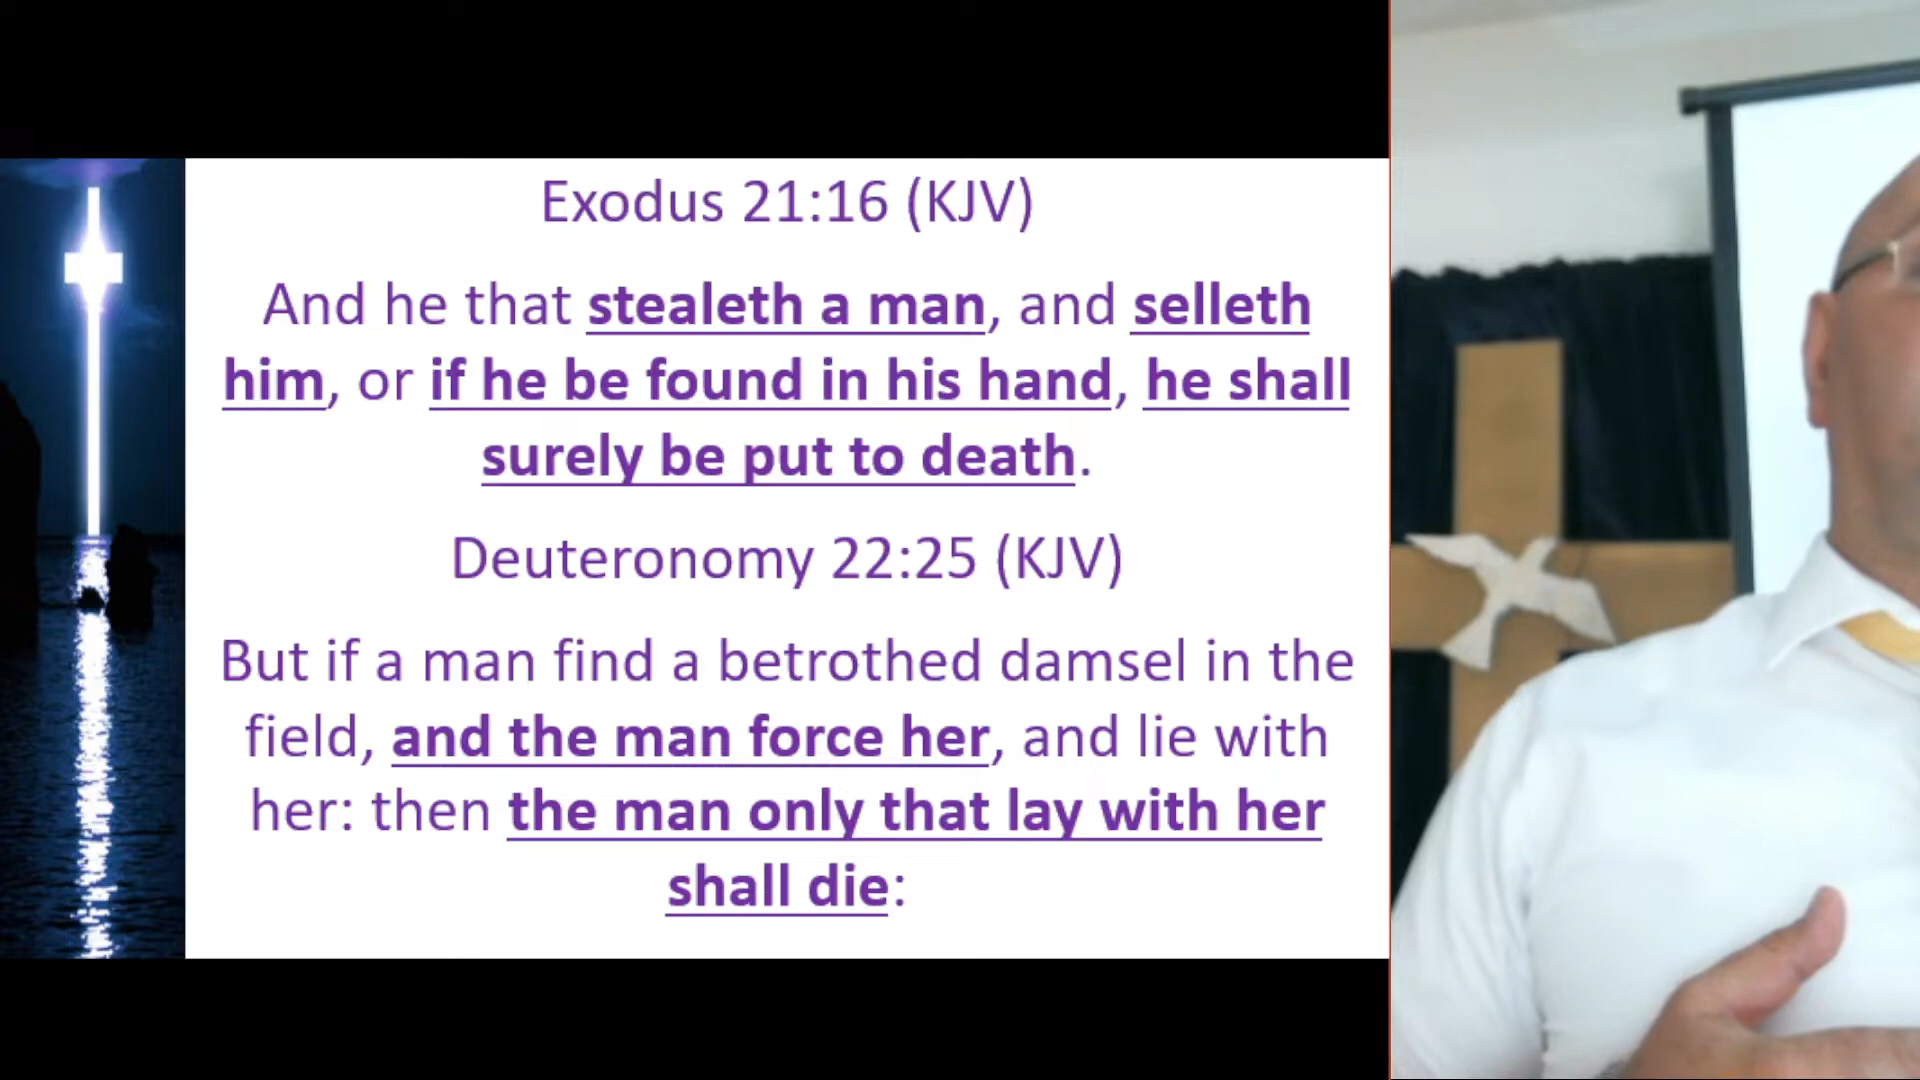 Exodus 21:16 (KJV)
And he that stealeth a man, and selleth
him, or if he be found in his hand, he shall
surely be put to death.
Deuteronomy 22:25 (KJV)
But if a man find a betrothed damsel in the
field, and the man force her, and lie with
her: then the man only that lay with her
shall die: